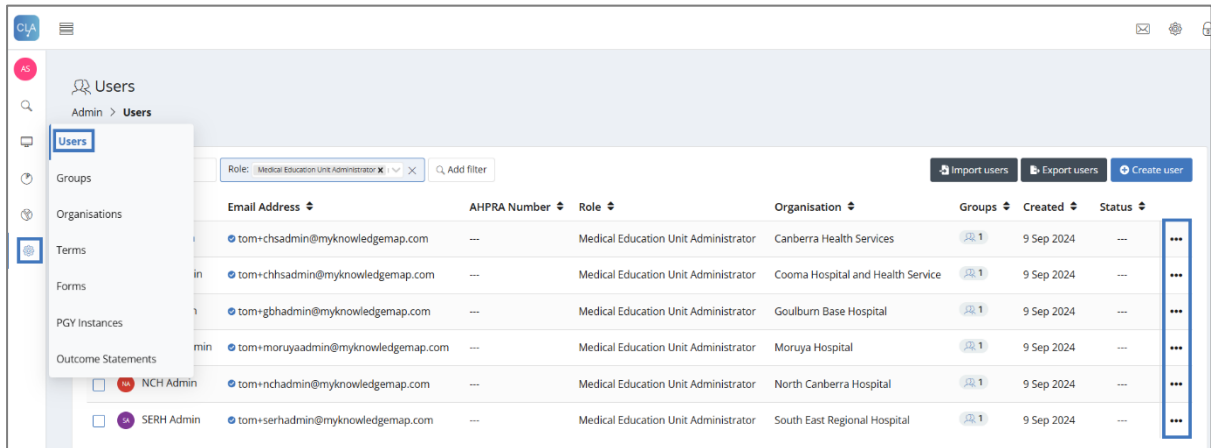 CLA
AS
Users
Admin > Users
Users
Groups
Organisations
Terms
Forms
PGY Instances
Outcome Statements
Role: Medical Education Unit Administrator x
Add filter
Import users
Export users
Create user
Email Address AHPRA Number Role Organisation Groups Created Status
tom+chsadmin@myknowledgemap.com --- Medical Education Unit Administrator Canberra Health Services 1 9 Sep 2024 --- •••
in tom+chhsadmin@myknowledgemap.com --- Medical Education Unit Administrator Cooma Hospital and Health Service 1 9 Sep 2024 --- •••
tom+gbhadmin@myknowledgemap.com --- Medical Education Unit Administrator Goulburn Base Hospital 1 9 Sep 2024 --- •••
min tom+moruyaadmin@myknowledgemap.com --- Medical Education Unit Administrator Moruya Hospital 1 9 Sep 2024 --- •••
NA NCH Admin tom+nchadmin@myknowledgemap.com --- Medical Education Unit Administrator North Canberra Hospital 1 9 Sep 2024 --- •••
SA SERH Admin tom+serhadmin@myknowledgemap.com --- Medical Education Unit Administrator South East Regional Hospital 1 9 Sep 2024 --- •••